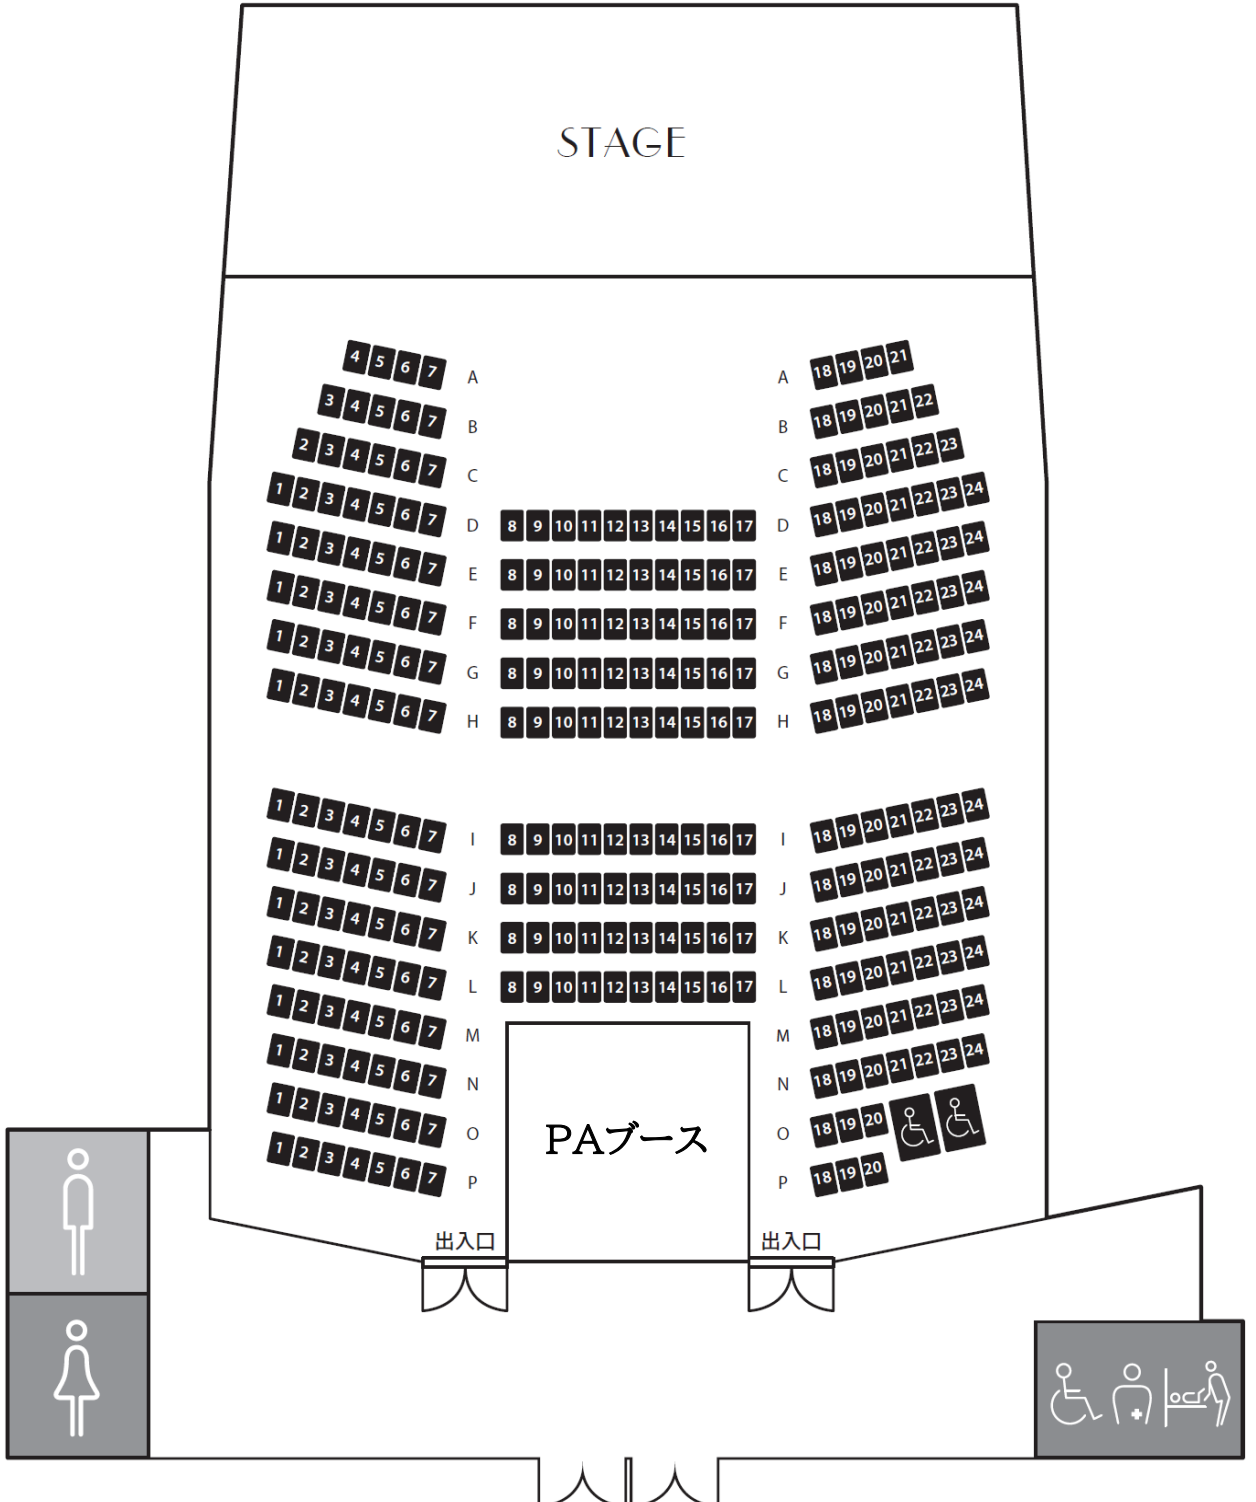 STAGE
4 5 6 7 A A 18 19 20 21
3 4 5 6 7 B B 18 19 20 21 22
2 3 4 5 6 7 C C 18 19 20 21 22 23
1 2 3 4 5 6 7 D 8 9 10 11 12 13 14 15 16 17 D 18 19 20 21 22 23 24
1 2 3 4 5 6 7 E 8 9 10 11 12 13 14 15 16 17 E 18 19 20 21 22 23 24
1 2 3 4 5 6 7 F 8 9 10 11 12 13 14 15 16 17 F 18 19 20 21 22 23 24
1 2 3 4 5 6 7 G 8 9 10 11 12 13 14 15 16 17 G 18 19 20 21 22 23 24
1 2 3 4 5 6 7 H 8 9 10 11 12 13 14 15 16 17 H 18 19 20 21 22 23 24
1 2 3 4 5 6 7 I 8 9 10 11 12 13 14 15 16 17 I 18 19 20 21 22 23 24
1 2 3 4 5 6 7 J 8 9 10 11 12 13 14 15 16 17 J 18 19 20 21 22 23 24
1 2 3 4 5 6 7 K 8 9 10 11 12 13 14 15 16 17 K 18 19 20 21 22 23 24
1 2 3 4 5 6 7 L 8 9 10 11 12 13 14 15 16 17 L 18 19 20 21 22 23 24
1 2 3 4 5 6 7 M M 18 19 20 21 22 23 24
1 2 3 4 5 6 7 N N 18 19 20 21 22 23 24
1 2 3 4 5 6 7 O O 18 19 20
PAブース
1 2 3 4 5 6 7 P P 18 19 20
出入口 出入口